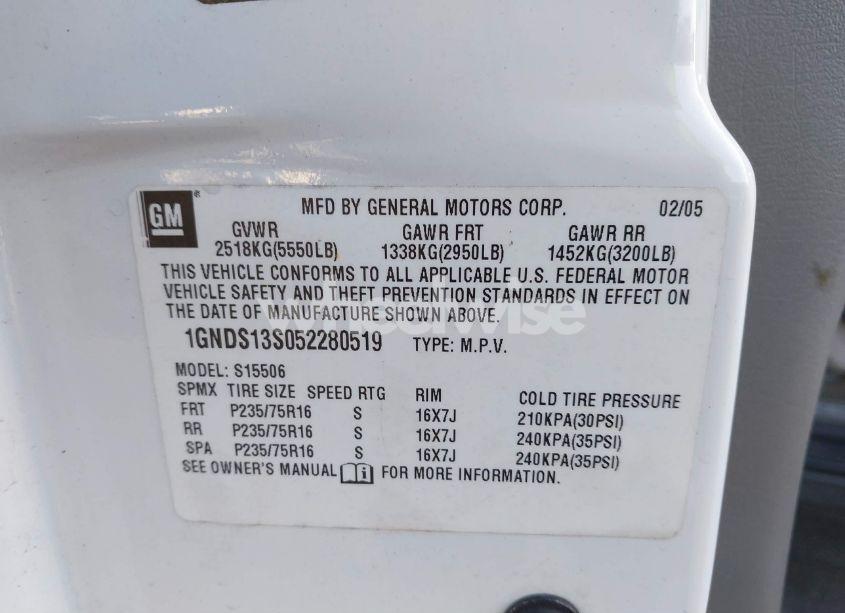 GM ®
MFD BY GENERAL MOTORS CORP. 02/05
GVWR GAWR FRT GAWR RR
2518KG(5550LB) 1338KG(2950LB) 1452KG(3200LB)
THIS VEHICLE CONFORMS TO ALL APPLICABLE U.S. FEDERAL MOTOR
VEHICLE SAFETY AND THEFT PREVENTION STANDARDS IN EFFECT ON
THE DATE OF MANUFACTURE SHOWN ABOVE.
wheelwise
1GNDS13S052280519 TYPE: M.P.V.
MODEL: S15506
SPMX TIRE SIZE SPEED RTG RIM COLD TIRE PRESSURE
FRT P235/75R16 S 16X7J 210KPA(30PSI)
RR P235/75R16 S 16X7J 240KPA(35PSI)
SPA P235/75R16 S 16X7J 240KPA(35PSI)
SEE OWNER'S MANUAL FOR MORE INFORMATION.